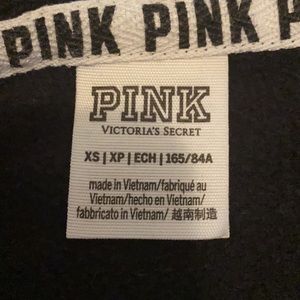 PINK PINK P
PINK
VICTORIA'S SECRET
XS | XP | ECH | 165/84A
made in Vietnam/fabriqué au
Vietnam/hecho en Vietnam/
fabbricato in Vietnam/ 越南制造